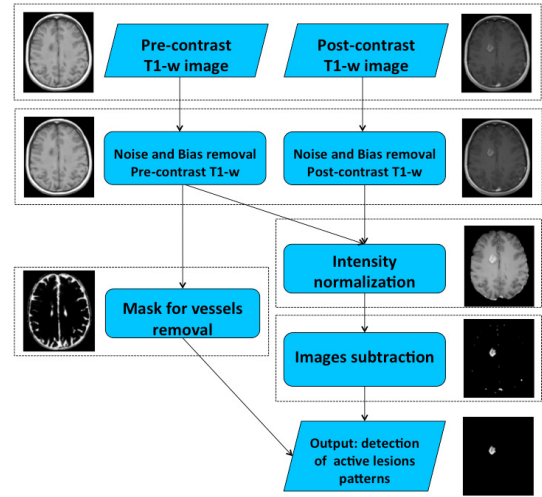 Pre-contrast
T1-w image
Post-contrast
T1-w image
Noise and Bias removal
Pre-contrast T1-w
Noise and Bias removal
Post-contrast T1-w
Intensity
normalization
Mask for vessels
removal
Images subtraction
Output: detection
of active lesions
patterns